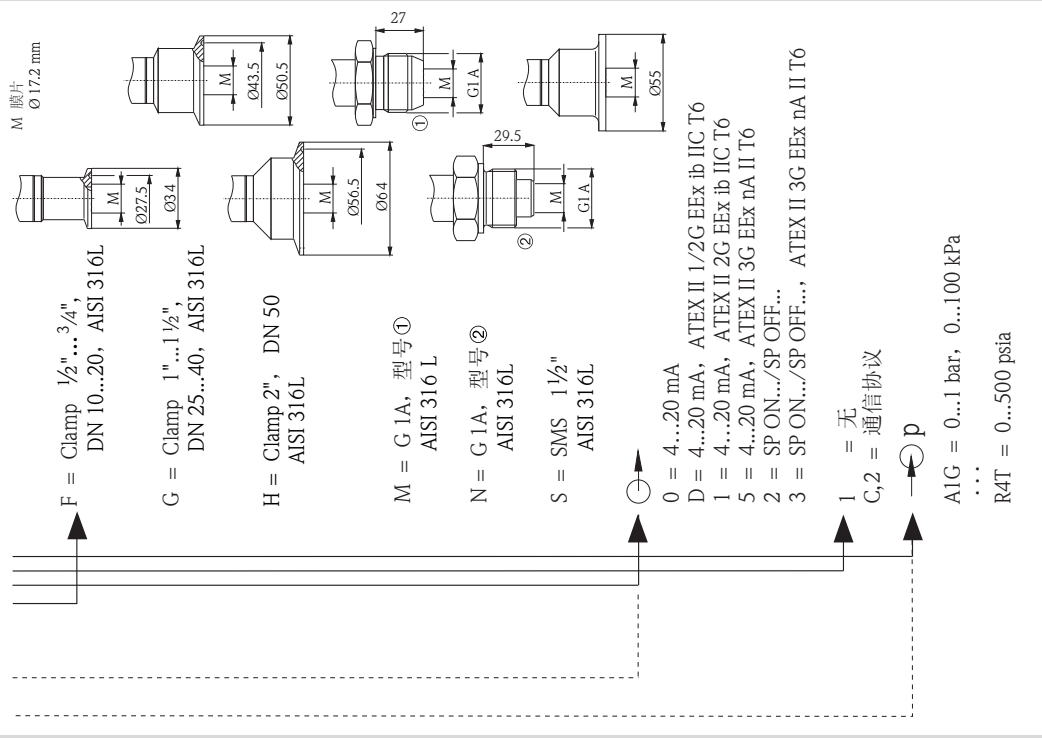 M 膜片
Ø 17.2 mm
M
Ø27.5
Ø34
M
Ø43.5
Ø50.5
M
Ø56.5
Ø64
27
M
G1A
①
29.5
M
G1A
②
M
Ø55
F = Clamp ½"... ³/4",
DN 10...20, AISI 316L
G = Clamp 1"...1½",
DN 25...40, AISI 316L
H = Clamp 2", DN 50
AISI 316L
M = G 1A, 型号①
AISI 316 L
N = G 1A, 型号②
AISI 316L
S = SMS 1½"
AISI 316L
0 = 4...20 mA
D = 4...20 mA, ATEX II 1/2G EEx ib IIC T6
1 = 4...20 mA, ATEX II 2G EEx ib IIC T6
5 = 4...20 mA, ATEX II 3G EEx nA II T6
2 = SP ON.../SP OFF...
3 = SP ON.../SP OFF..., ATEX II 3G EEx nA II T6
1 = 无
C,2 = 通信协议
p
A1G = 0...1 bar, 0...100 kPa
...
R4T = 0...500 psia